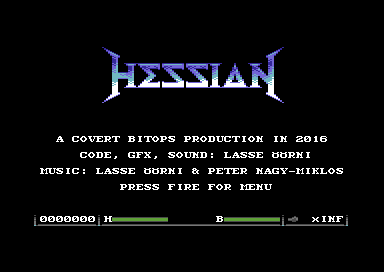 HESSIAN
A COVERT BITOPS PRODUCTION IN 2016
CODE, GFX, SOUND: LASSE ÖÖRNI
MUSIC: LASSE ÖÖRNI & PETER NAGY-MIKLOS
PRESS FIRE FOR MENU
0000000 H B xINF